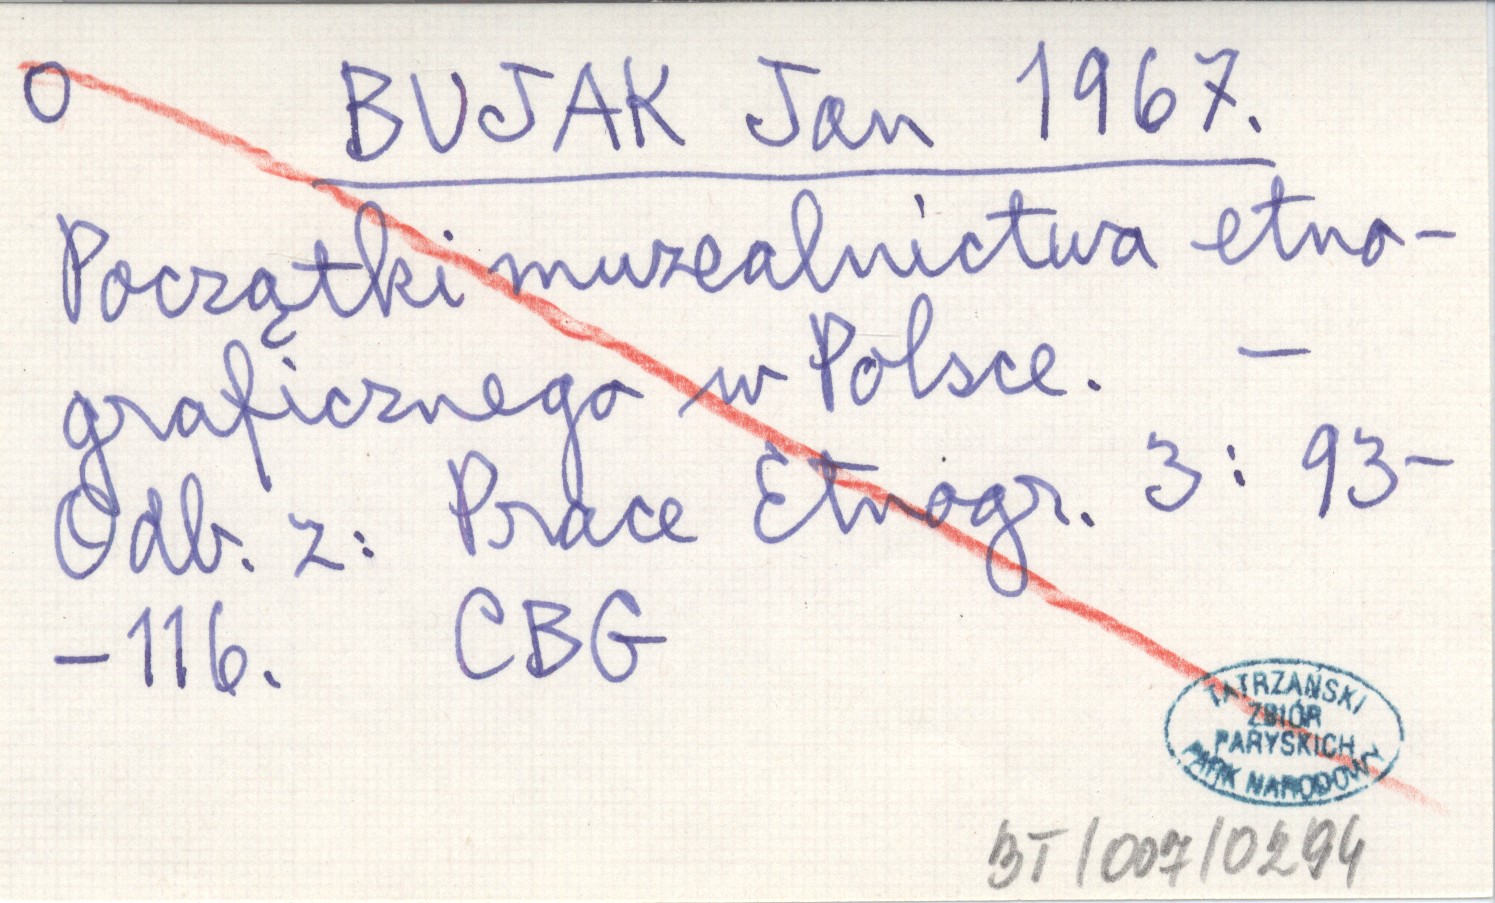 O BUJAK Jan 1967.
Początki muzealnictwa etno-
graficznego w Polsce. —
Odb. z: Prace Etnogr. 3: 93-
-116. CBG
TATRZAŃSKI
ZBIÓR
PARYSKICH
PARK NARODOWY
BT/007/0294